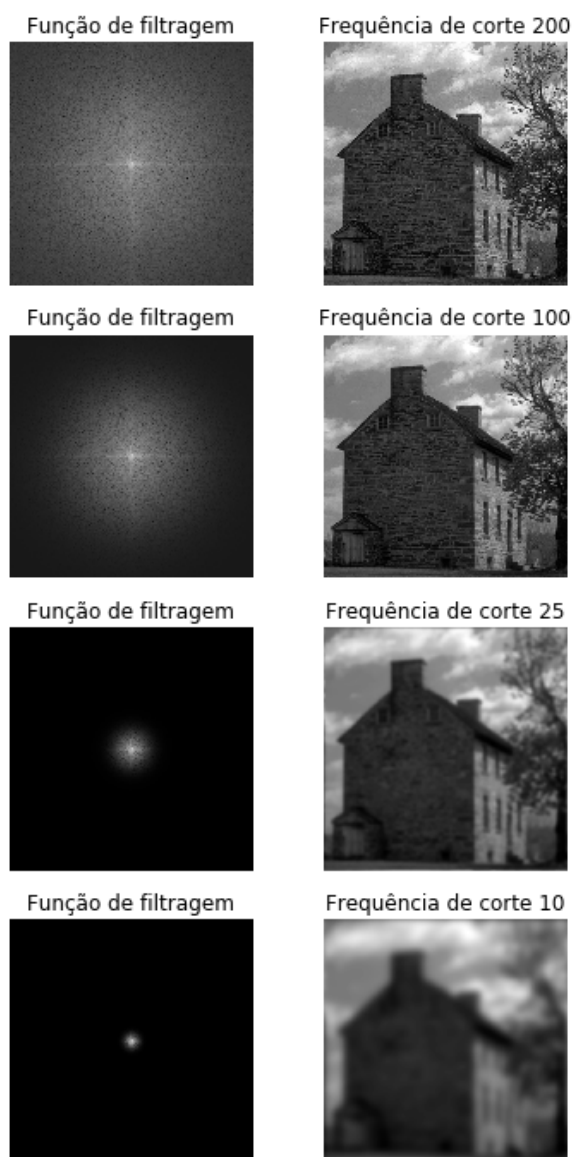 Função de filtragem
Frequência de corte 200
Função de filtragem
Frequência de corte 100
Função de filtragem
Frequência de corte 25
Função de filtragem
Frequência de corte 10